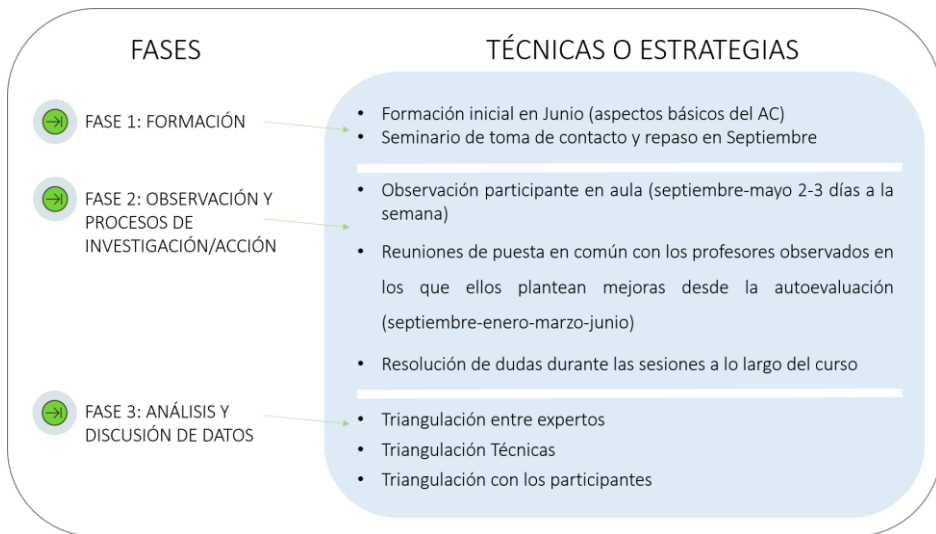 FASES
TÉCNICAS O ESTRATEGIAS
FASE 1: FORMACIÓN
• Formación inicial en Junio (aspectos básicos del AC)
• Seminario de toma de contacto y repaso en Septiembre
FASE 2: OBSERVACIÓN Y
PROCESOS DE
INVESTIGACIÓN/ACCIÓN
• Observación participante en aula (septiembre-mayo 2-3 días a la
semana)
• Reuniones de puesta en común con los profesores observados en
los que ellos plantean mejoras desde la autoevaluación
(septiembre-enero-marzo-junio)
• Resolución de dudas durante las sesiones a lo largo del curso
FASE 3: ANÁLISIS Y
DISCUSIÓN DE DATOS
• Triangulación entre expertos
• Triangulación Técnicas
• Triangulación con los participantes